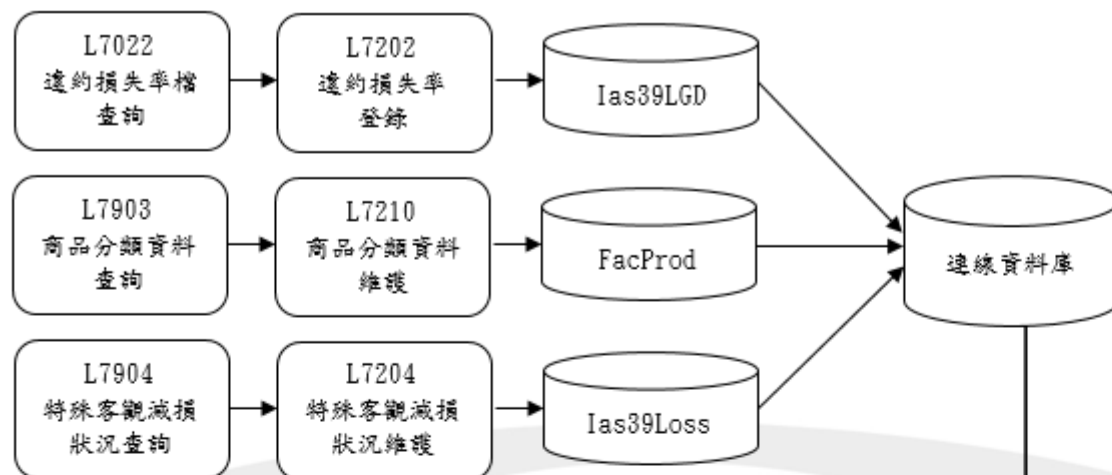 L7022
違約損失率檔
查詢
L7202
違約損失率
登錄
Ias39LGD
L7903
商品分類資料
查詢
L7210
商品分類資料
維護
FacProd
連線資料庫
L7904
特殊客觀減損
狀況查詢
L7204
特殊客觀減損
狀況維護
Ias39Loss